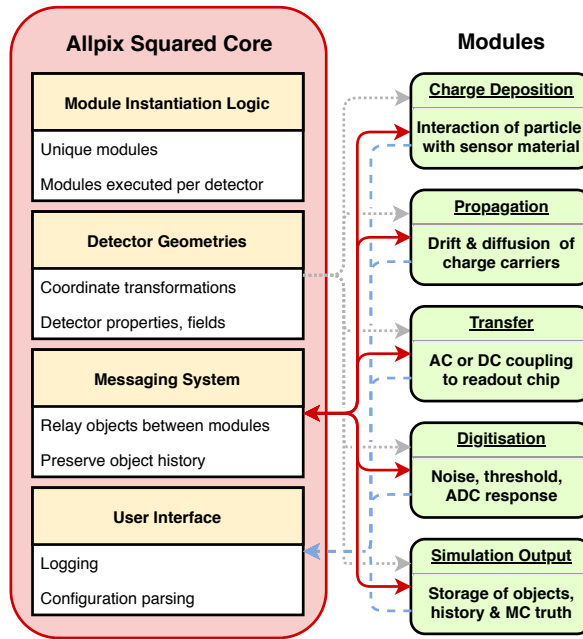 Allpix Squared Core
Module Instantiation Logic
Unique modules
Modules executed per detector
Detector Geometries
Coordinate transformations
Detector properties, fields
Messaging System
Relay objects between modules
Preserve object history
User Interface
Logging
Configuration parsing
Modules
Charge Deposition
Interaction of particle
with sensor material
Propagation
Drift & diffusion of
charge carriers
Transfer
AC or DC coupling
to readout chip
Digitisation
Noise, threshold,
ADC response
Simulation Output
Storage of objects,
history & MC truth